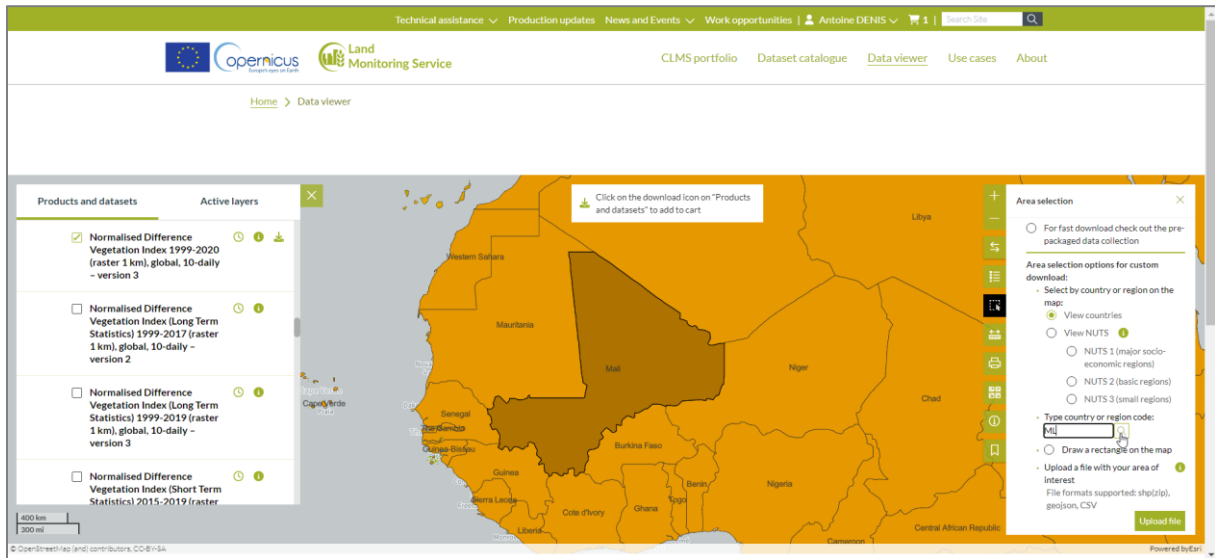 Technical assistance Production updates News and Events Work opportunities | Antoine DENIS 1 | Search Site
Copernicus
Europe's eyes on Earth
Land
Monitoring Service
CLMS portfolio Dataset catalogue Data viewer Use cases About
Home > Data viewer
Products and datasets Active layers
Normalised Difference
Vegetation Index 1999-2020
(raster 1 km), global, 10-daily
– version 3
Normalised Difference
Vegetation Index (Long Term
Statistics) 1999-2017 (raster
1 km), global, 10-daily –
version 2
Normalised Difference
Vegetation Index (Long Term
Statistics) 1999-2019 (raster
1 km), global, 10-daily –
version 3
Normalised Difference
Vegetation Index (Short Term
Statistics) 2015-2019 (raster
400 km
300 mi
© OpenStreetMap (and) contributors, CC-BY-SA
Click on the download icon on "Products
and datasets" to add to cart
Libya
Western Sahara
Mauritania
Mali
Niger
Chad
Cape Verde
Praia
Senegal
The Gambia
Guinea-Bissau
Burkina Faso
Guinea
Benin
Nigeria
Sierra Leone
Togo
Cote d'Ivory
Ghana
Liberia
Central African Republic
Cameroon
Area selection
For fast download check out the pre-
packaged data collection
Area selection options for custom
download:
Select by country or region on the
map:
View countries
View NUTS
NUTS 1 (major socio-
economic regions)
NUTS 2 (basic regions)
NUTS 3 (small regions)
Type country or region code:
ML
Draw a rectangle on the map
Upload a file with your area of
interest
File formats supported: shp(zip),
geojson, CSV
Upload file
Powered by Esri